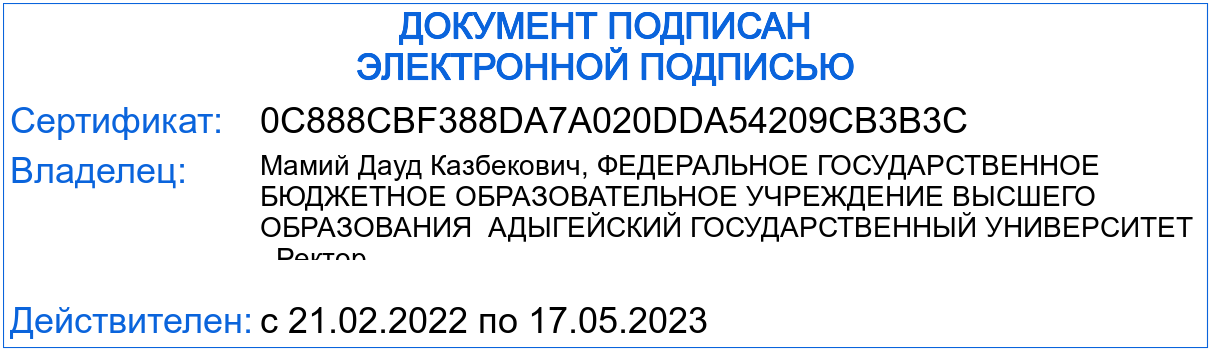 ДОКУМЕНТ ПОДПИСАН
ЭЛЕКТРОННОЙ ПОДПИСЬЮ
Сертификат: 0C888CBF388DA7A020DDA54209CB3B3C
Владелец: Мамий Дауд Казбекович, ФЕДЕРАЛЬНОЕ ГОСУДАРСТВЕННОЕ
БЮДЖЕТНОЕ ОБРАЗОВАТЕЛЬНОЕ УЧРЕЖДЕНИЕ ВЫСШЕГО
ОБРАЗОВАНИЯ АДЫГЕЙСКИЙ ГОСУДАРСТВЕННЫЙ УНИВЕРСИТЕТ
, Ректор
Действителен: с 21.02.2022 по 17.05.2023